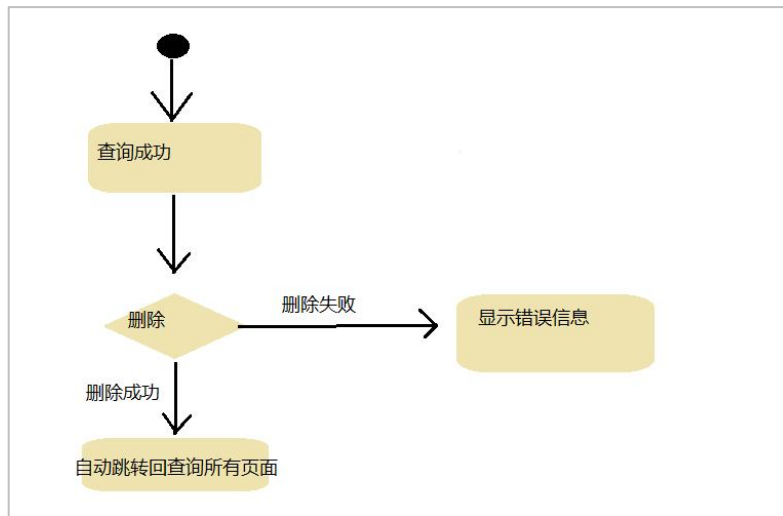 查询成功
删除
删除失败
显示错误信息
删除成功
自动跳转回查询所有页面